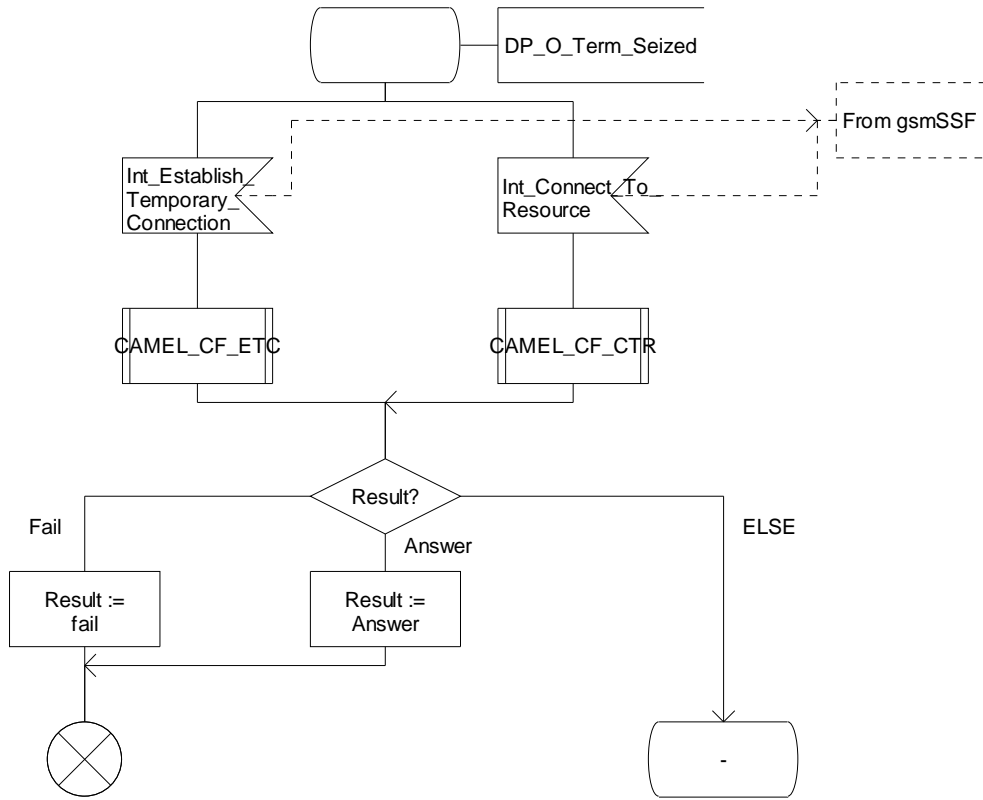 DP_O_Term_Seized
From gsmSSF
Int_Establish_
Temporary_
Connection
Int_Connect_To_
Resource
CAMEL_CF_ETC
CAMEL_CF_CTR
Result?
Fail
Answer
ELSE
Result :=
fail
Result :=
Answer
-